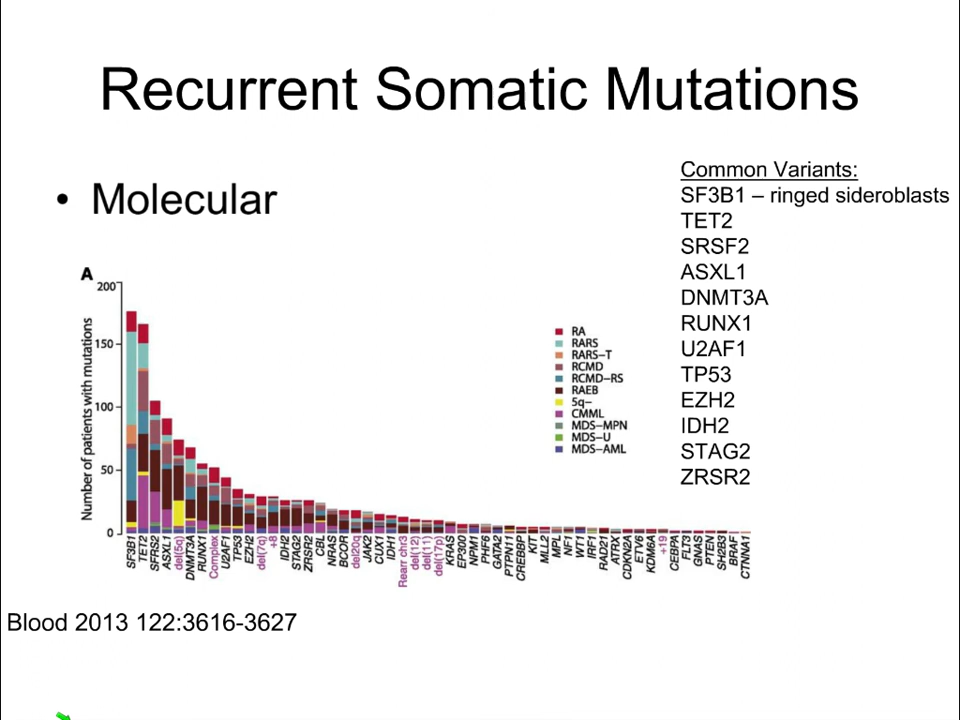 Recurrent Somatic Mutations
• Molecular
Common Variants:
SF3B1 – ringed sideroblasts
TET2
SRSF2
ASXL1
DNMT3A
RUNX1
U2AF1
TP53
EZH2
IDH2
STAG2
ZRSR2
A
Number of patients with mutations
200
150
100
50
0
RA
RARS
RARS–T
RCMD
RCMD–RS
RAEB
5q–
CMML
MDS–MPN
MDS–U
MDS–AML
SF3B1
TET2
SFRS2
ASXL1
del(5q)
DNMT3A
RUNX1
Complex
U2AF1
TP53
EZH2
del(7q)
+8
IDH2
STAG2
ZRSR2
CBL
NRAS
BCOR
del20q
JAK2
CUX1
IDH1
Rearr chr3
del(12)
del(11)
del(17p)
KRAS
EP300
NPM1
PHF6
GATA2
PTPN11
CREBBP
KIT
MLL2
MPL
NF1
WT1
IRF1
RAD21
ATRX
CDKN2A
ETV6
KDM6A
+19
CEBPA
FLT3
GNAS
PTEN
SH2B3
BRAF
CTNNA1
Blood 2013 122:3616-3627